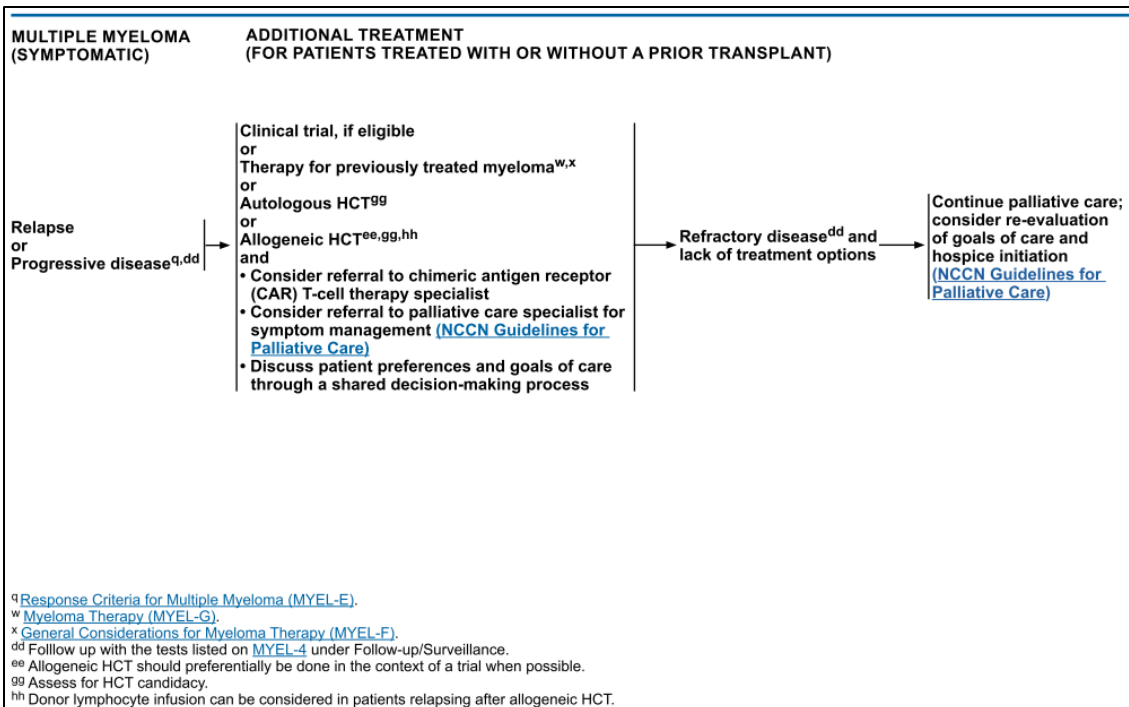 MULTIPLE MYELOMA
(SYMPTOMATIC)
ADDITIONAL TREATMENT
(FOR PATIENTS TREATED WITH OR WITHOUT A PRIOR TRANSPLANT)
Relapse
or
Progressive disease q,dd
Clinical trial, if eligible
or
Therapy for previously treated myeloma w,x
or
Autologous HCT gg
or
Allogeneic HCT ee,gg,hh
and
• Consider referral to chimeric antigen receptor
(CAR) T-cell therapy specialist
• Consider referral to palliative care specialist for
symptom management (NCCN Guidelines for
Palliative Care)
• Discuss patient preferences and goals of care
through a shared decision-making process
Refractory disease dd and
lack of treatment options
Continue palliative care;
consider re-evaluation
of goals of care and
hospice initiation
(NCCN Guidelines for
Palliative Care)
q Response Criteria for Multiple Myeloma (MYEL-E).
w Myeloma Therapy (MYEL-G).
x General Considerations for Myeloma Therapy (MYEL-F).
dd Folllow up with the tests listed on MYEL-4 under Follow-up/Surveillance.
ee Allogeneic HCT should preferentially be done in the context of a trial when possible.
gg Assess for HCT candidacy.
hh Donor lymphocyte infusion can be considered in patients relapsing after allogeneic HCT.